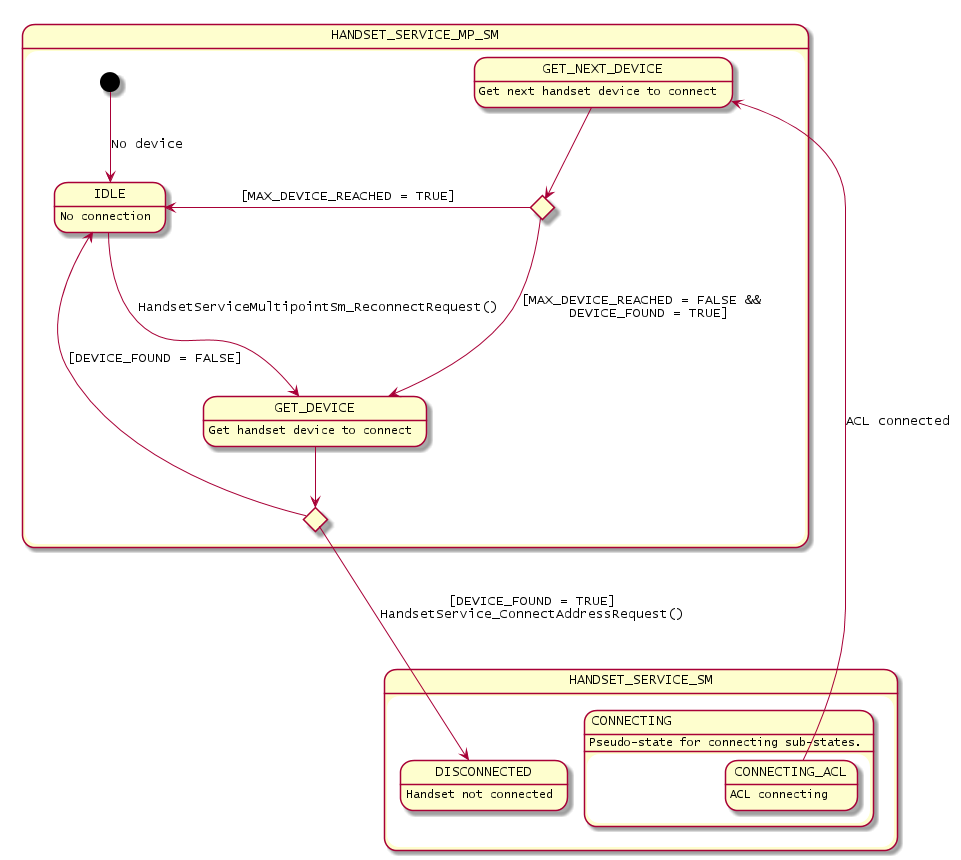 HANDSET_SERVICE_MP_SM
GET_NEXT_DEVICE
Get next handset device to connect
No device
IDLE
No connection
[MAX_DEVICE_REACHED = TRUE]
HandsetServiceMultipointSm_ReconnectRequest()
[MAX_DEVICE_REACHED = FALSE &&
DEVICE_FOUND = TRUE]
[DEVICE_FOUND = FALSE]
GET_DEVICE
Get handset device to connect
ACL connected
[DEVICE_FOUND = TRUE]
HandsetService_ConnectAddressRequest()
HANDSET_SERVICE_SM
CONNECTING
Pseudo-state for connecting sub-states.
DISCONNECTED
Handset not connected
CONNECTING_ACL
ACL connecting